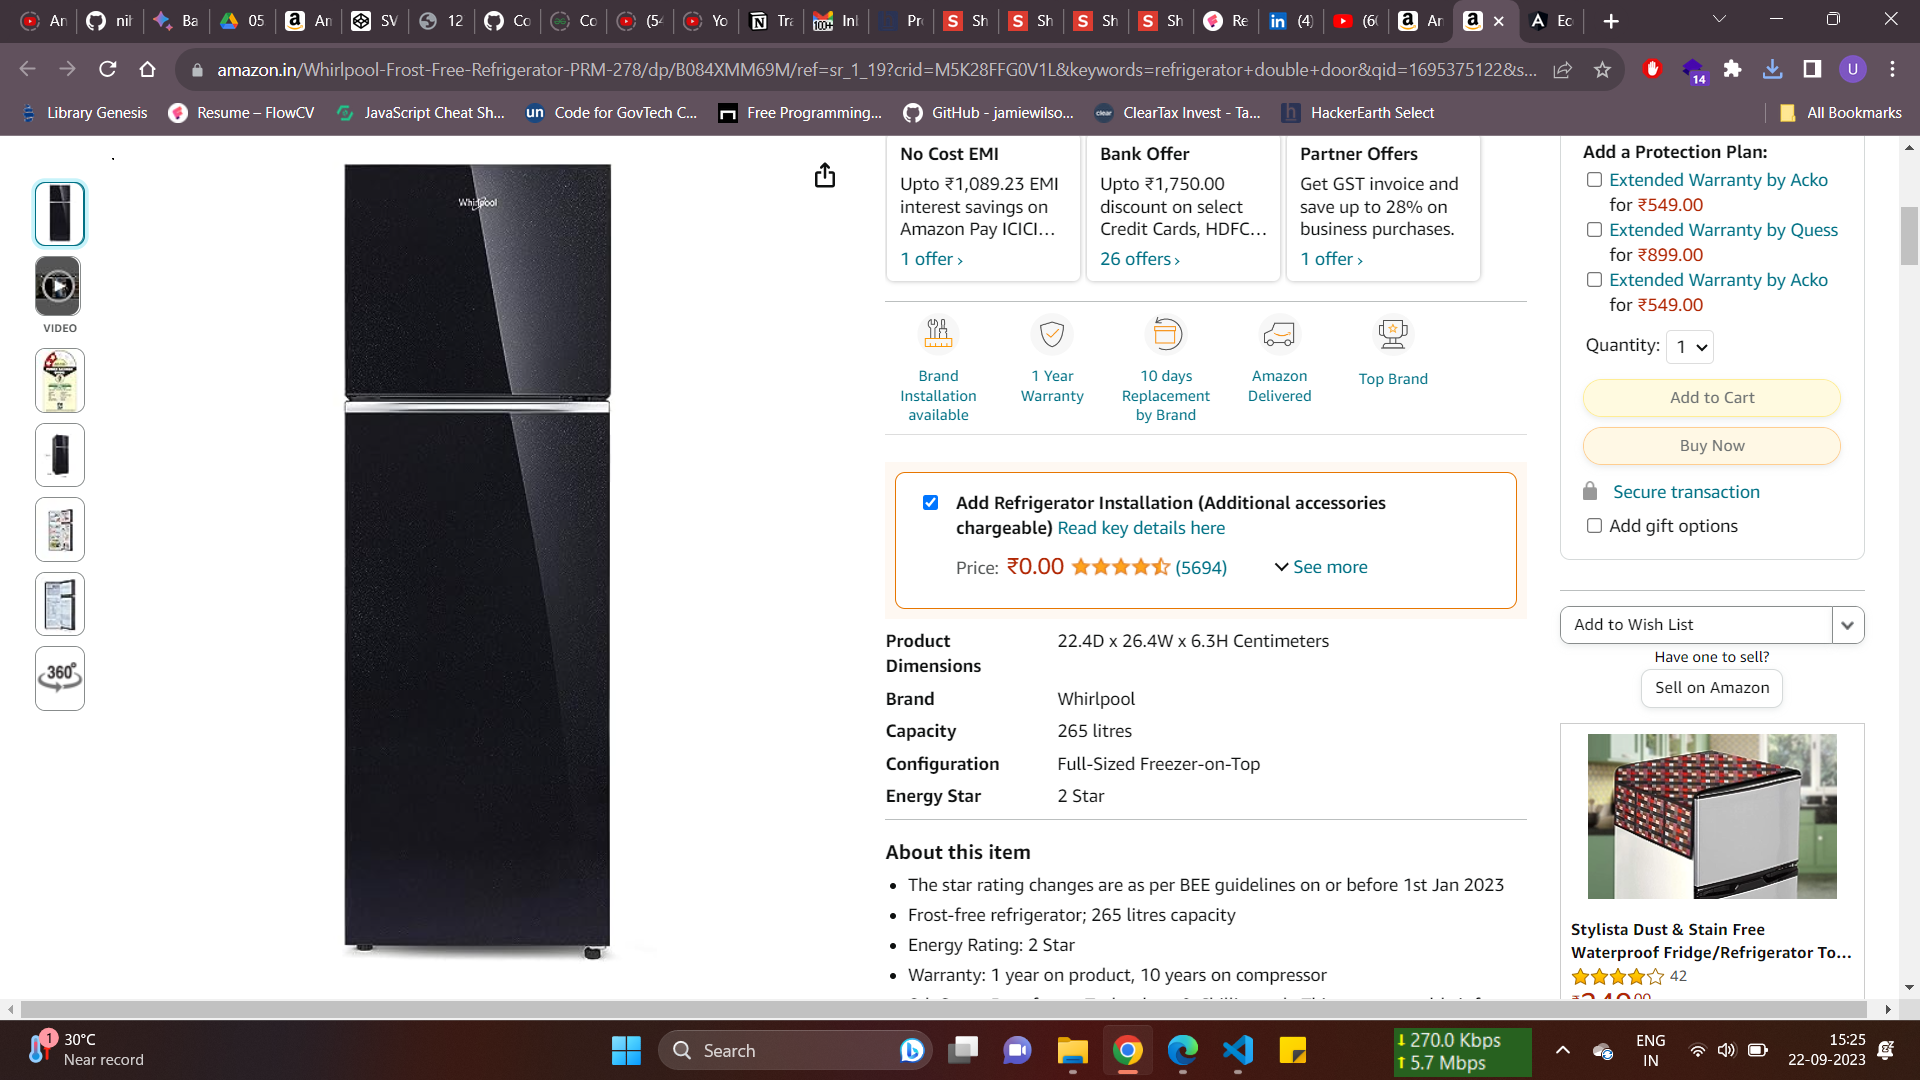 An
nih
Ba
05
An
SV
12
Co
Co
(54
Yo
Tra
100+
Inb
Pr
Sh
Sh
Sh
Sh
Re
(4)
(60
An
Ec
amazon.in/Whirlpool-Frost-Free-Refrigerator-PRM-278/dp/B084XMM69M/ref=sr_1_19?crid=M5K28FFG0V1L&keywords=refrigerator+double+door&qid=1695375122&s...
14
U
Library Genesis
Resume – FlowCV
JavaScript Cheat Sh...
un
Code for GovTech C...
Free Programming...
GitHub - jamiewilso...
clear
ClearTax Invest - Ta...
h
HackerEarth Select
All Bookmarks
Whirlpool
VIDEO
360°
No Cost EMI
Upto ₹1,089.23 EMI
interest savings on
Amazon Pay ICICI…
1 offer ›
Bank Offer
Upto ₹1,750.00
discount on select
Credit Cards, HDFC…
26 offers ›
Partner Offers
Get GST invoice and
save up to 28% on
business purchases.
1 offer ›
Brand
Installation
available
1 Year
Warranty
10 days
Replacement
by Brand
Amazon
Delivered
Top Brand
Add Refrigerator Installation (Additional accessories
chargeable) Read key details here
Price: ₹0.00 (5694) See more
Product
Dimensions
22.4D x 26.4W x 6.3H Centimeters
Brand Whirlpool
Capacity 265 litres
Configuration Full-Sized Freezer-on-Top
Energy Star 2 Star
About this item
• The star rating changes are as per BEE guidelines on or before 1st Jan 2023
• Frost-free refrigerator; 265 litres capacity
• Energy Rating: 2 Star
• Warranty: 1 year on product, 10 years on compressor
Add a Protection Plan:
Extended Warranty by Acko
for ₹549.00
Extended Warranty by Quess
for ₹899.00
Extended Warranty by Acko
for ₹549.00
Quantity: 1
Add to Cart
Buy Now
Secure transaction
Add gift options
Add to Wish List
Have one to sell?
Sell on Amazon
Stylista Dust & Stain Free
Waterproof Fridge/Refrigerator To…
42
1
30°C
Near record
Search
270.0 Kbps
5.7 Mbps
ENG
IN
15:25
22-09-2023